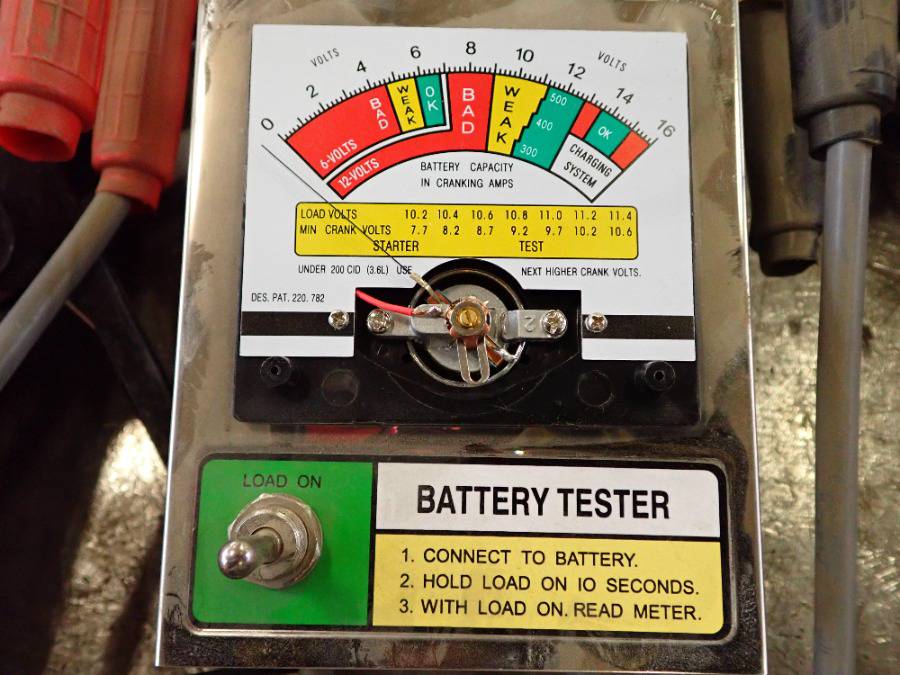 VOLTS VOLTS
0 2 4 6 8 10 12 14 16
BAD WEAK OK BAD WEAK 500 400 300 OK
6-VOLTS
12-VOLTS
CHARGING
SYSTEM
BATTERY CAPACITY
IN CRANKING AMPS
LOAD VOLTS 10.2 10.4 10.6 10.8 11.0 11.2 11.4
MIN CRANK VOLTS 7.7 8.2 8.7 9.2 9.7 10.2 10.6
STARTER TEST
UNDER 200 CID (3.6L) USE NEXT HIGHER CRANK VOLTS.
DES. PAT. 220. 782
2
LOAD ON
BATTERY TESTER
1. CONNECT TO BATTERY.
2. HOLD LOAD ON 10 SECONDS.
3. WITH LOAD ON. READ METER.